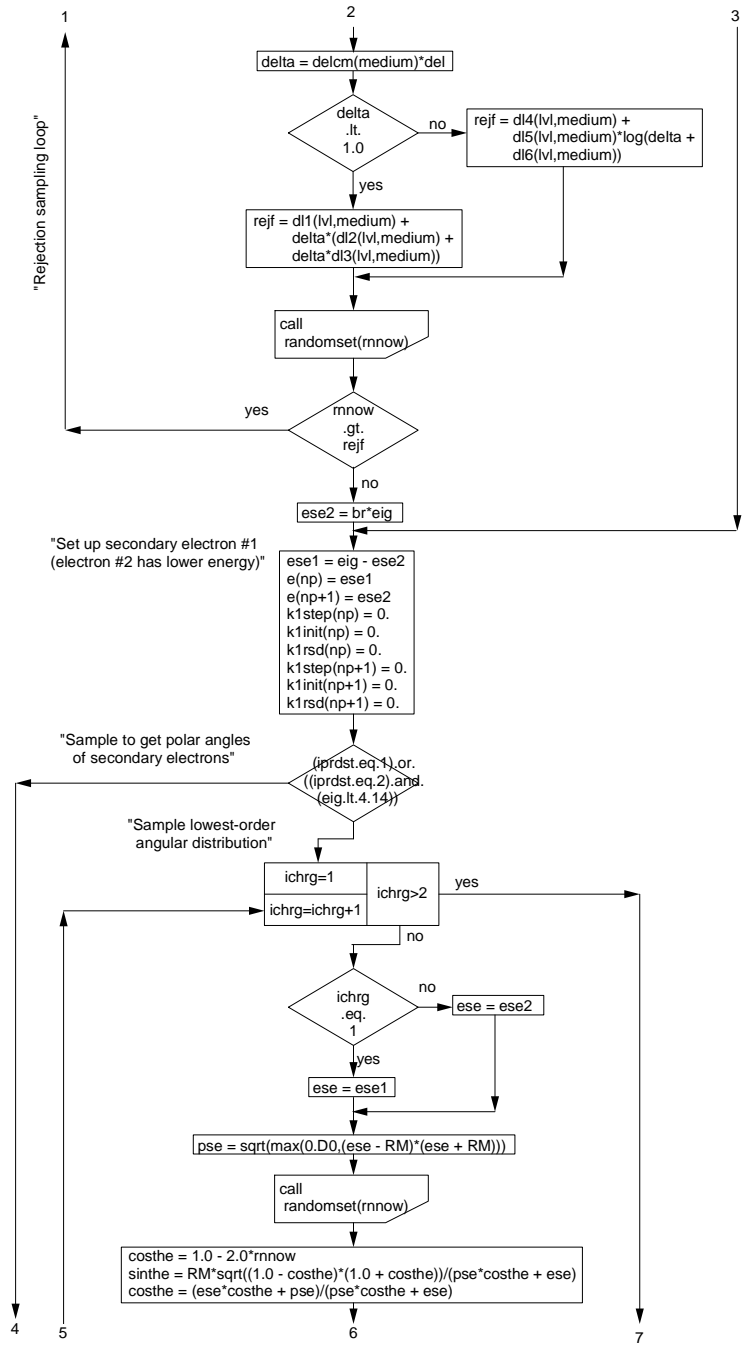 1
2
3
delta = delcm(medium)*del
delta
.lt.
1.0
no
rejf = dl4(lvl,medium) +
dl5(lvl,medium)*log(delta +
dl6(lvl,medium))
yes
"Rejection sampling loop"
rejf = dl1(lvl,medium) +
delta*(dl2(lvl,medium) +
delta*dl3(lvl,medium))
call
randomset(rnnow)
yes
rnnow
.gt.
rejf
no
ese2 = br*eig
"Set up secondary electron #1
(electron #2 has lower energy)"
ese1 = eig - ese2
e(np) = ese1
e(np+1) = ese2
k1step(np) = 0.
k1init(np) = 0.
k1rsd(np) = 0.
k1step(np+1) = 0.
k1init(np+1) = 0.
k1rsd(np+1) = 0.
"Sample to get polar angles
of secondary electrons"
(iprdst.eq.1).or.
((iprdst.eq.2).and.
(eig.lt.4.14))
"Sample lowest-order
angular distribution"
ichrg=1
ichrg=ichrg+1
ichrg>2
yes
no
ichrg
.eq.
1
no
ese = ese2
yes
ese = ese1
pse = sqrt(max(0.D0,(ese - RM)*(ese + RM)))
call
randomset(rnnow)
costhe = 1.0 - 2.0*rnnow
sinthe = RM*sqrt((1.0 - costhe)*(1.0 + costhe))/(pse*costhe + ese)
costhe = (ese*costhe + pse)/(pse*costhe + ese)
4
5
6
7